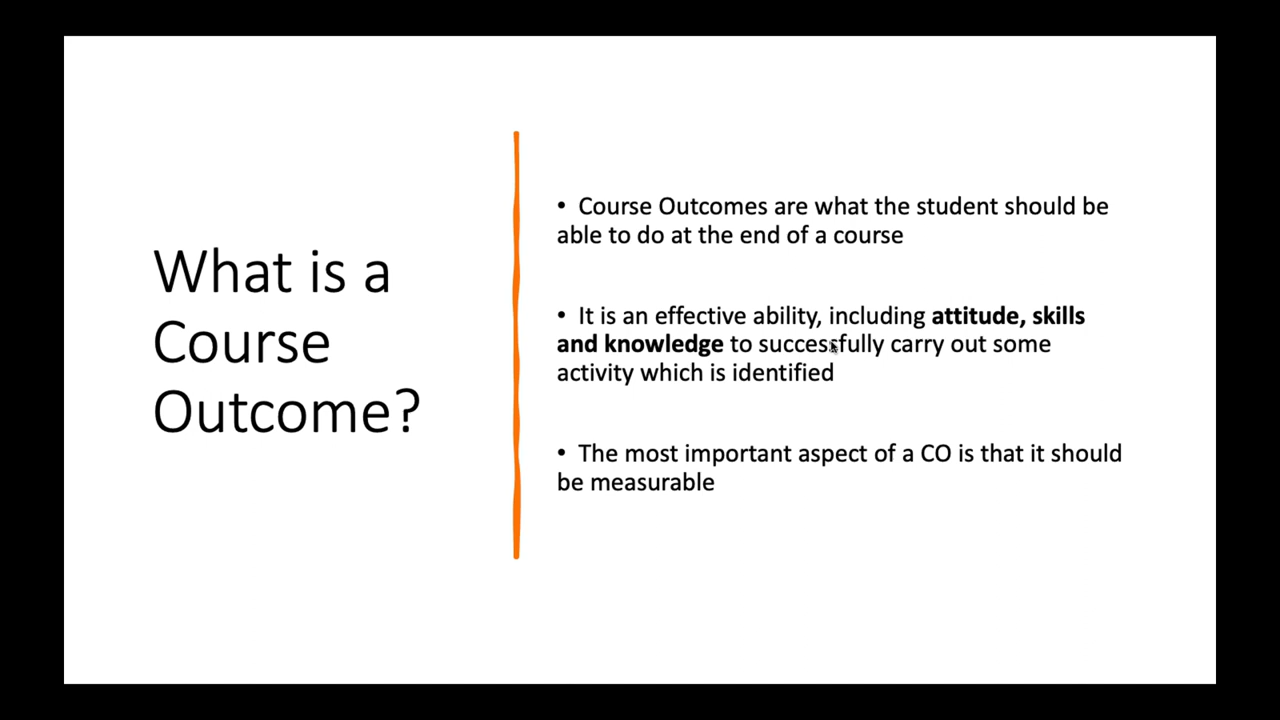 What is a
Course
Outcome?
• Course Outcomes are what the student should be
able to do at the end of a course
• It is an effective ability, including attitude, skills
and knowledge to successfully carry out some
activity which is identified
• The most important aspect of a CO is that it should
be measurable